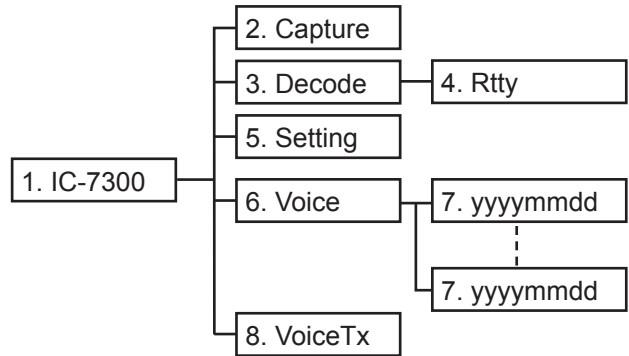 2. Capture
3. Decode
4. Rtty
5. Setting
1. IC-7300
6. Voice
7. yyyymmdd
7. yyyymmdd
8. VoiceTx